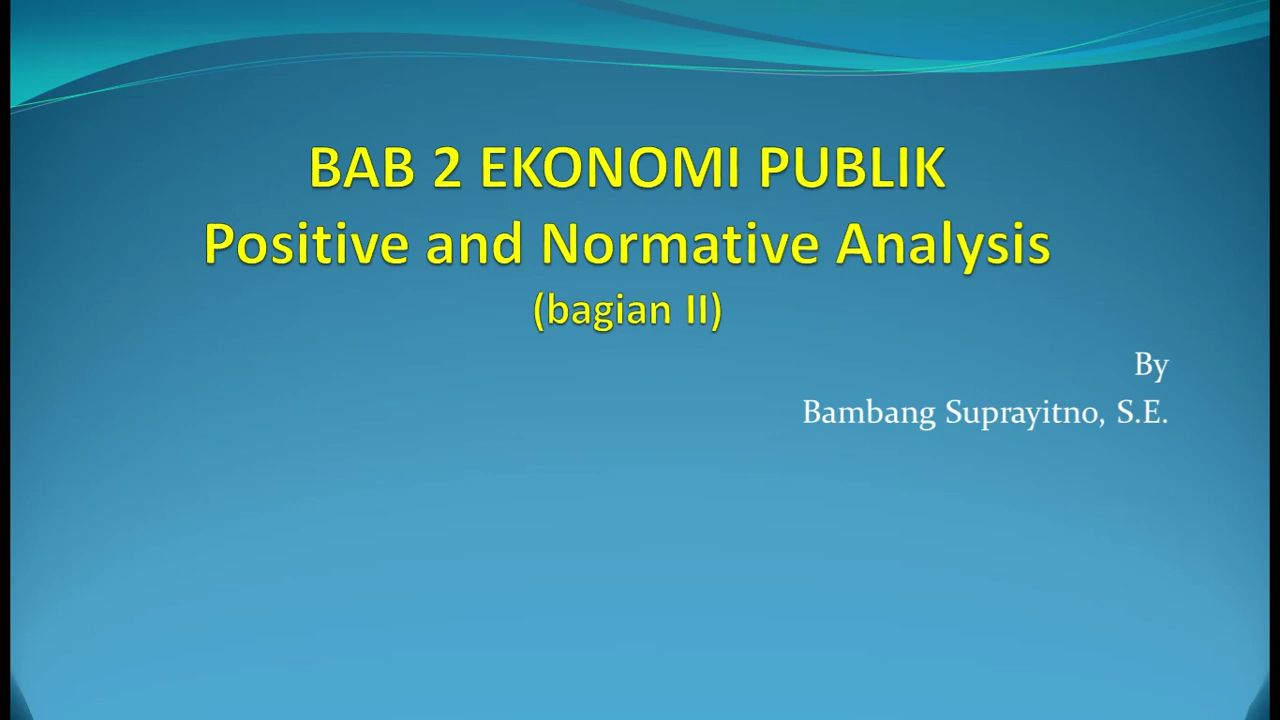 BAB 2 EKONOMI PUBLIK
Positive and Normative Analysis
(bagian II)
By
Bambang Suprayitno, S.E.